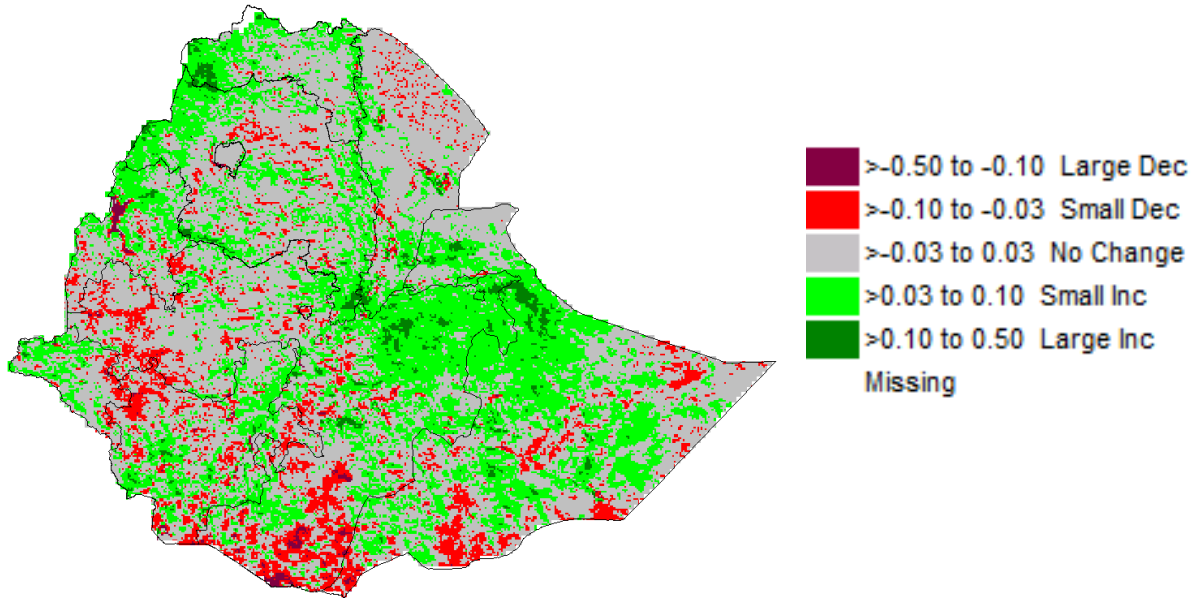 >-0.50 to -0.10 Large Dec
>-0.10 to -0.03 Small Dec
>-0.03 to 0.03 No Change
>0.03 to 0.10 Small Inc
>0.10 to 0.50 Large Inc
Missing